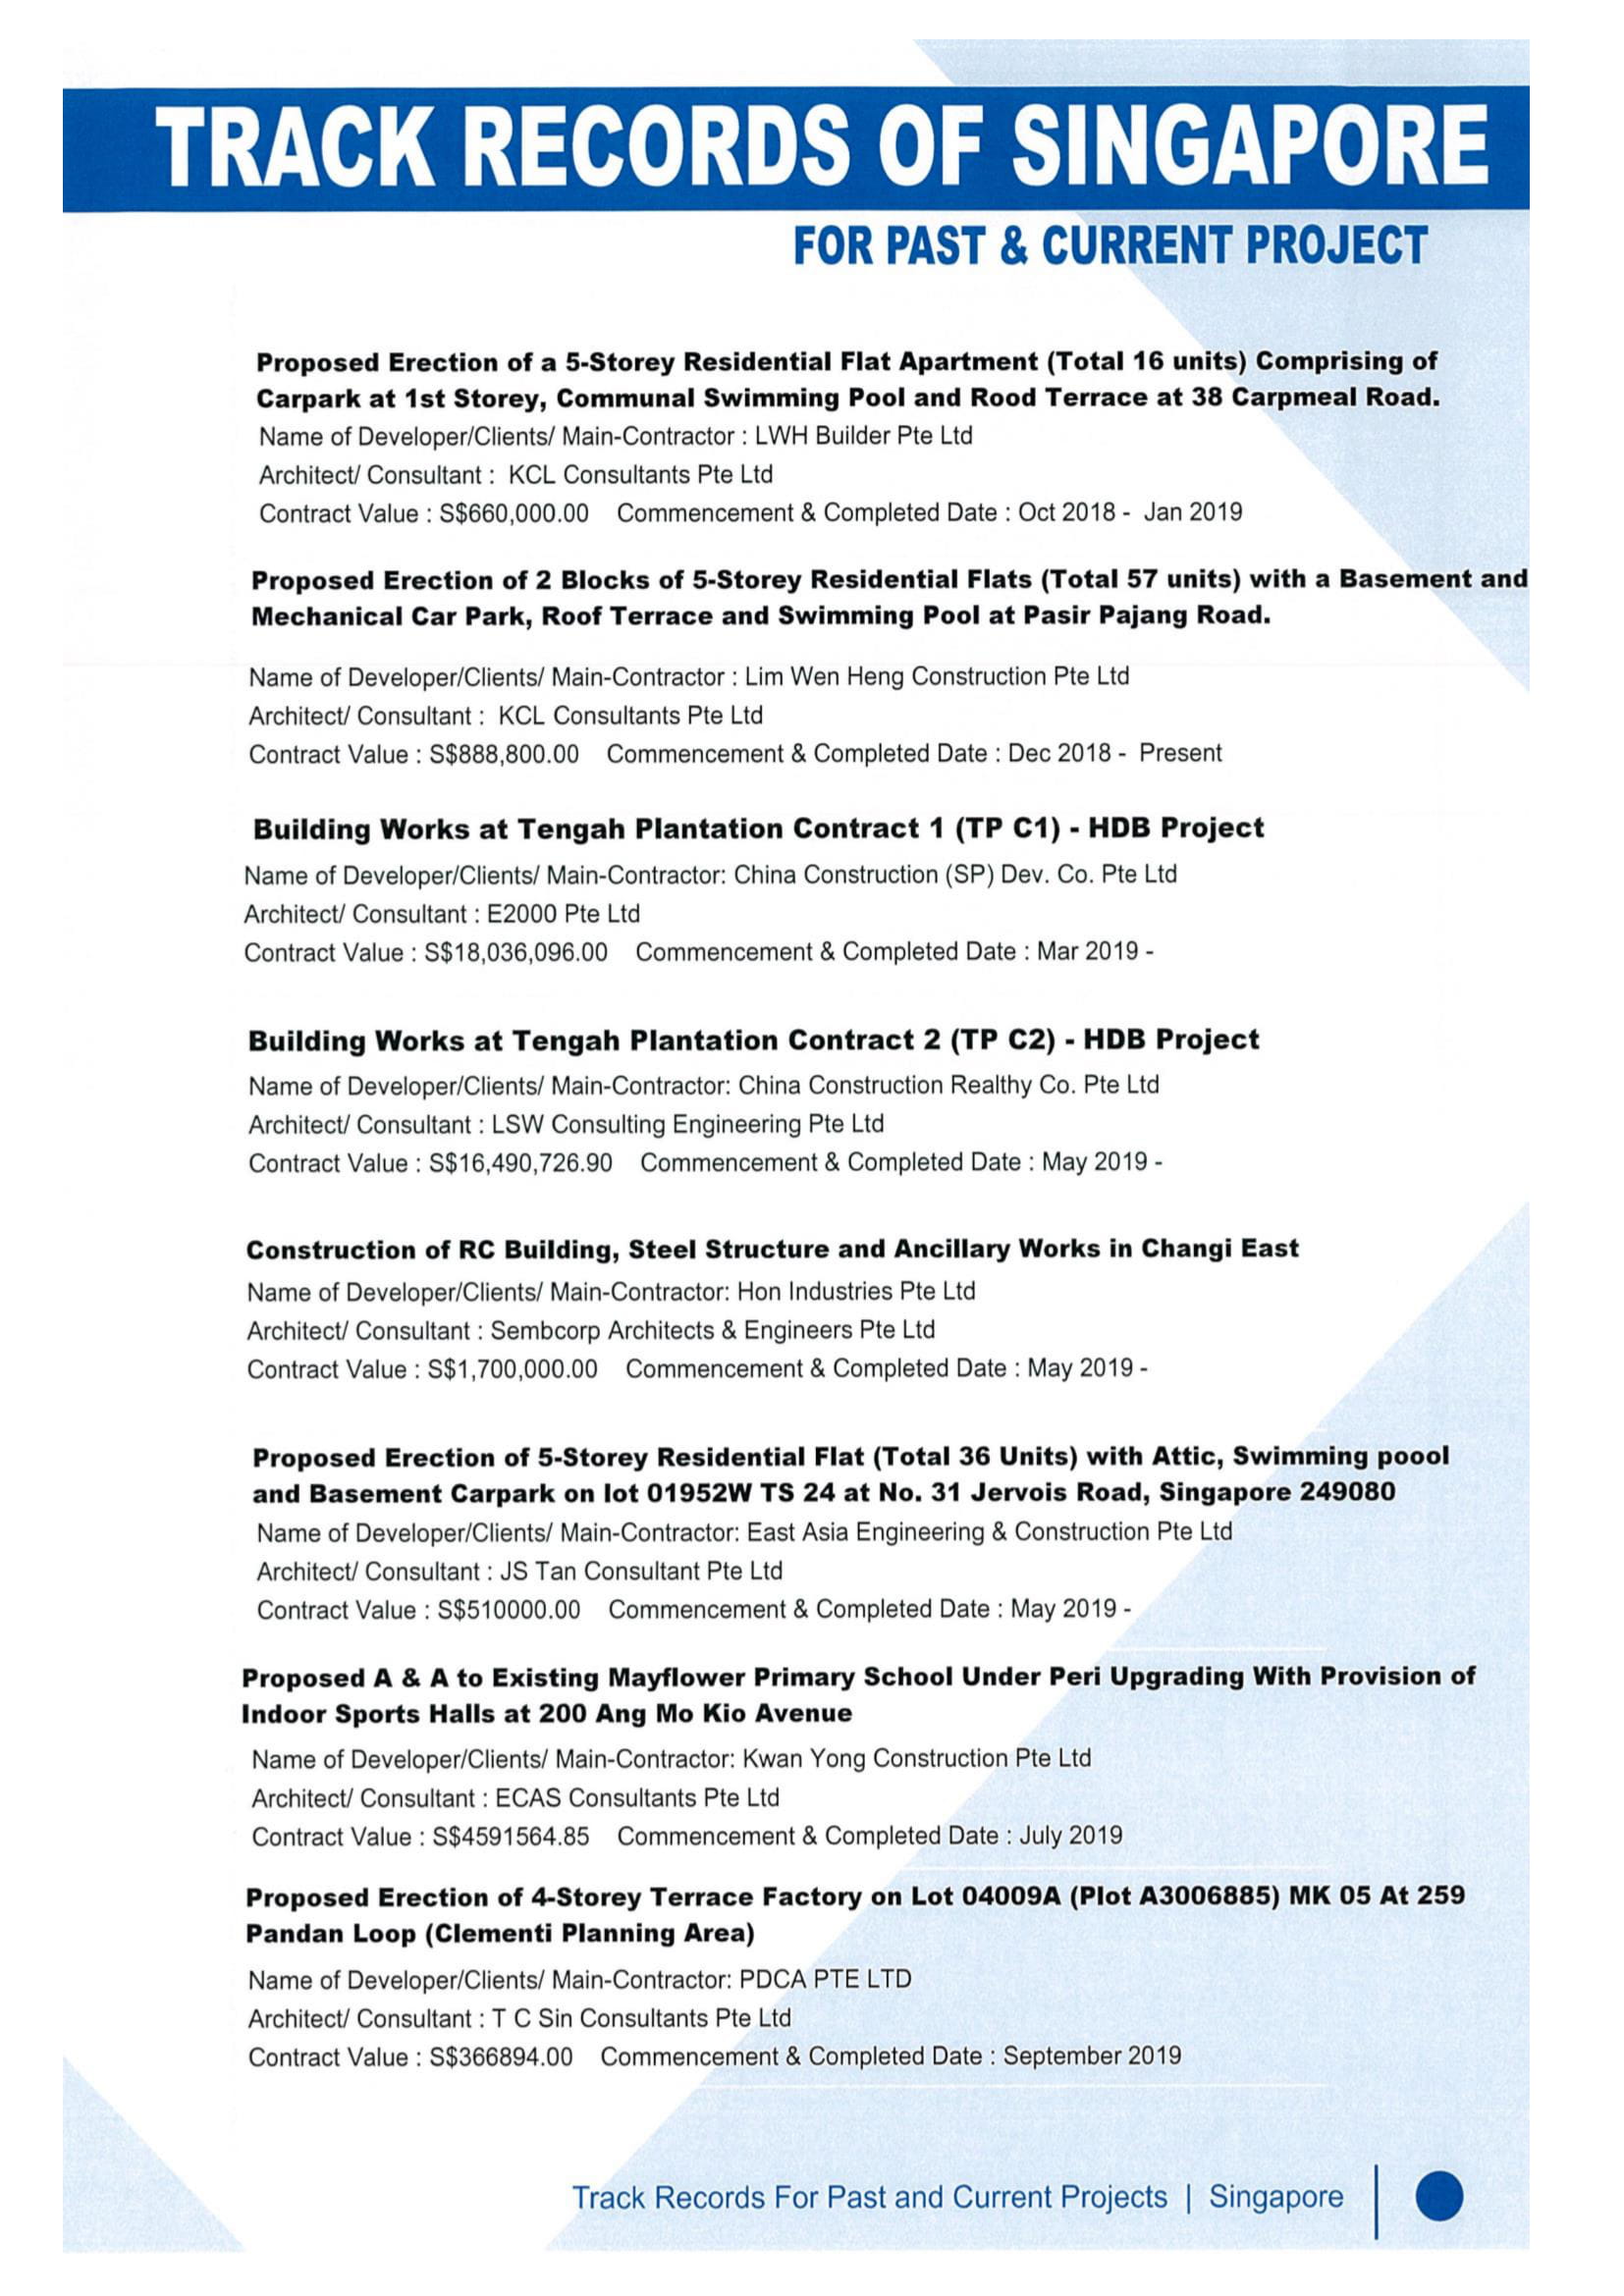 TRACK RECORDS OF SINGAPORE
FOR PAST & CURRENT PROJECT
Proposed Erection of a 5-Storey Residential Flat Apartment (Total 16 units) Comprising of
Carpark at 1st Storey, Communal Swimming Pool and Rood Terrace at 38 Carpmeal Road.
Name of Developer/Clients/ Main-Contractor : LWH Builder Pte Ltd
Architect/ Consultant : KCL Consultants Pte Ltd
Contract Value : S$660,000.00 Commencement & Completed Date : Oct 2018 - Jan 2019
Proposed Erection of 2 Blocks of 5-Storey Residential Flats (Total 57 units) with a Basement and
Mechanical Car Park, Roof Terrace and Swimming Pool at Pasir Pajang Road.
Name of Developer/Clients/ Main-Contractor : Lim Wen Heng Construction Pte Ltd
Architect/ Consultant : KCL Consultants Pte Ltd
Contract Value : S$888,800.00 Commencement & Completed Date : Dec 2018 - Present
Building Works at Tengah Plantation Contract 1 (TP C1) - HDB Project
Name of Developer/Clients/ Main-Contractor: China Construction (SP) Dev. Co. Pte Ltd
Architect/ Consultant : E2000 Pte Ltd
Contract Value : S$18,036,096.00 Commencement & Completed Date : Mar 2019 -
Building Works at Tengah Plantation Contract 2 (TP C2) - HDB Project
Name of Developer/Clients/ Main-Contractor: China Construction Realthy Co. Pte Ltd
Architect/ Consultant : LSW Consulting Engineering Pte Ltd
Contract Value : S$16,490,726.90 Commencement & Completed Date : May 2019 -
Construction of RC Building, Steel Structure and Ancillary Works in Changi East
Name of Developer/Clients/ Main-Contractor: Hon Industries Pte Ltd
Architect/ Consultant : Sembcorp Architects & Engineers Pte Ltd
Contract Value : S$1,700,000.00 Commencement & Completed Date : May 2019 -
Proposed Erection of 5-Storey Residential Flat (Total 36 Units) with Attic, Swimming poool
and Basement Carpark on lot 01952W TS 24 at No. 31 Jervois Road, Singapore 249080
Name of Developer/Clients/ Main-Contractor: East Asia Engineering & Construction Pte Ltd
Architect/ Consultant : JS Tan Consultant Pte Ltd
Contract Value : S$510000.00 Commencement & Completed Date : May 2019 -
Proposed A & A to Existing Mayflower Primary School Under Peri Upgrading With Provision of
Indoor Sports Halls at 200 Ang Mo Kio Avenue
Name of Developer/Clients/ Main-Contractor: Kwan Yong Construction Pte Ltd
Architect/ Consultant : ECAS Consultants Pte Ltd
Contract Value : S$4591564.85 Commencement & Completed Date : July 2019
Proposed Erection of 4-Storey Terrace Factory on Lot 04009A (Plot A3006885) MK 05 At 259
Pandan Loop (Clementi Planning Area)
Name of Developer/Clients/ Main-Contractor: PDCA PTE LTD
Architect/ Consultant : T C Sin Consultants Pte Ltd
Contract Value : S$366894.00 Commencement & Completed Date : September 2019
Track Records For Past and Current Projects | Singapore